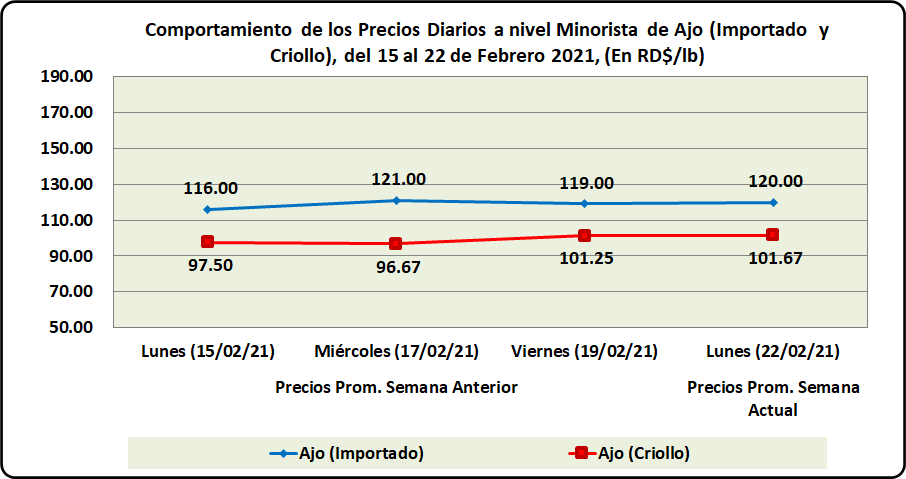 Comportamiento de los Precios Diarios a nivel Minorista de Ajo (Importado y
Criollo), del 15 al 22 de Febrero 2021, (En RD$/lb)
190.00
170.00
150.00
130.00
110.00
90.00
70.00
50.00
116.00
121.00
119.00
120.00
97.50
96.67
101.25
101.67
Lunes (15/02/21)
Miércoles (17/02/21)
Viernes (19/02/21)
Lunes (22/02/21)
Precios Prom. Semana Anterior
Precios Prom. Semana
Actual
Ajo (Importado)
Ajo (Criollo)